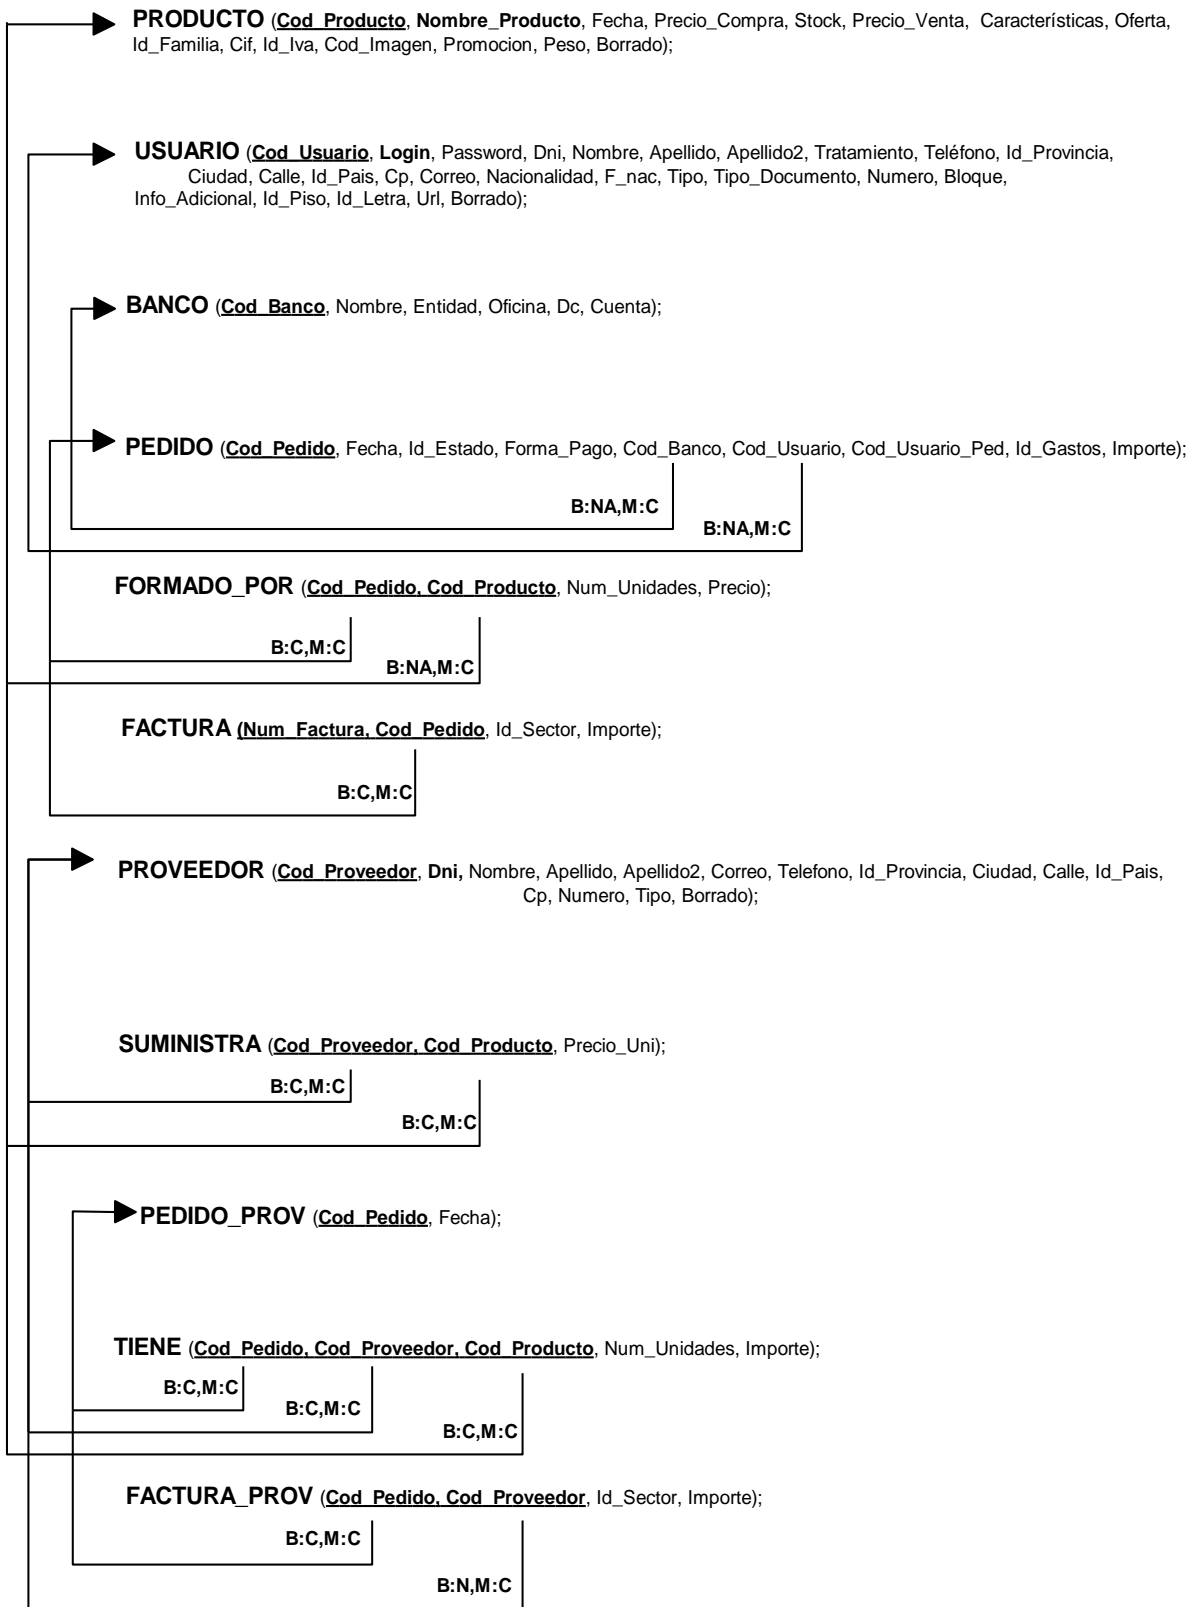 PRODUCTO (Cod_Producto, Nombre_Producto, Fecha, Precio_Compra, Stock, Precio_Venta, Características, Oferta,
Id_Familia, Cif, Id_Iva, Cod_Imagen, Promocion, Peso, Borrado);
USUARIO (Cod_Usuario, Login, Password, Dni, Nombre, Apellido, Apellido2, Tratamiento, Teléfono, Id_Provincia,
Ciudad, Calle, Id_Pais, Cp, Correo, Nacionalidad, F_nac, Tipo, Tipo_Documento, Numero, Bloque,
Info_Adicional, Id_Piso, Id_Letra, Url, Borrado);
BANCO (Cod_Banco, Nombre, Entidad, Oficina, Dc, Cuenta);
PEDIDO (Cod_Pedido, Fecha, Id_Estado, Forma_Pago, Cod_Banco, Cod_Usuario, Cod_Usuario_Ped, Id_Gastos, Importe);
B:NA,M:C
B:NA,M:C
FORMADO_POR (Cod_Pedido, Cod_Producto, Num_Unidades, Precio);
B:C,M:C
B:NA,M:C
FACTURA (Num_Factura, Cod_Pedido, Id_Sector, Importe);
B:C,M:C
PROVEEDOR (Cod_Proveedor, Dni, Nombre, Apellido, Apellido2, Correo, Telefono, Id_Provincia, Ciudad, Calle, Id_Pais,
Cp, Numero, Tipo, Borrado);
SUMINISTRA (Cod_Proveedor, Cod_Producto, Precio_Uni);
B:C,M:C
B:C,M:C
PEDIDO_PROV (Cod_Pedido, Fecha);
TIENE (Cod_Pedido, Cod_Proveedor, Cod_Producto, Num_Unidades, Importe);
B:C,M:C
B:C,M:C
B:C,M:C
FACTURA_PROV (Cod_Pedido, Cod_Proveedor, Id_Sector, Importe);
B:C,M:C
B:N,M:C